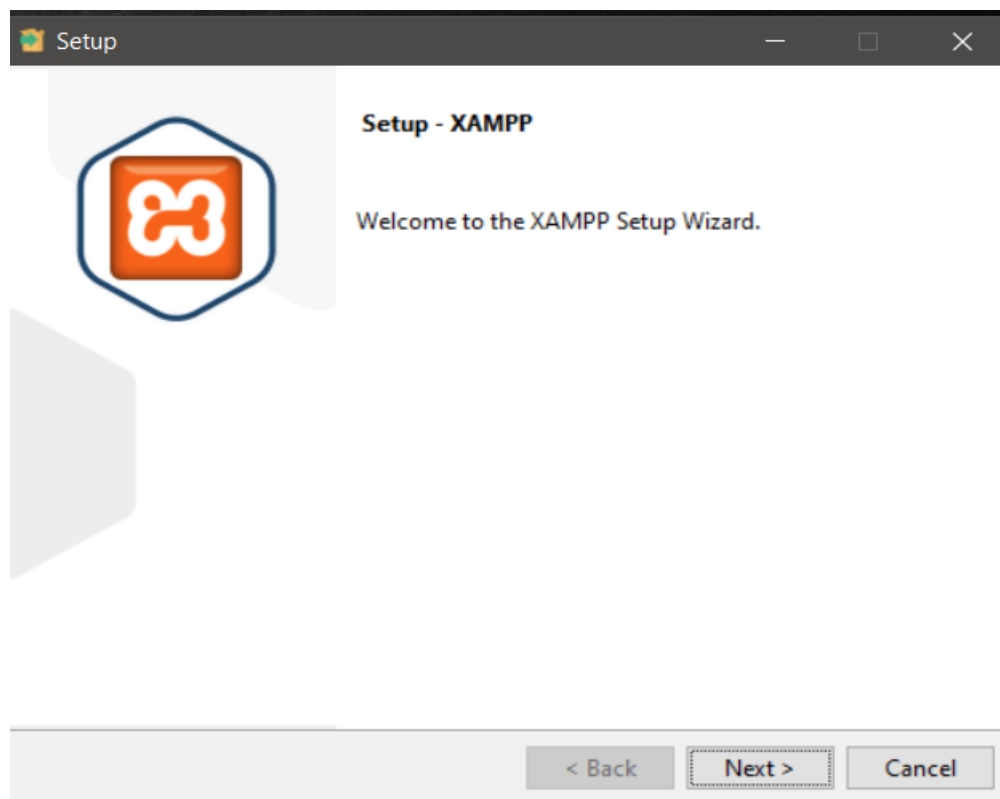 Setup
Setup - XAMPP
Welcome to the XAMPP Setup Wizard.
< Back
Next >
Cancel